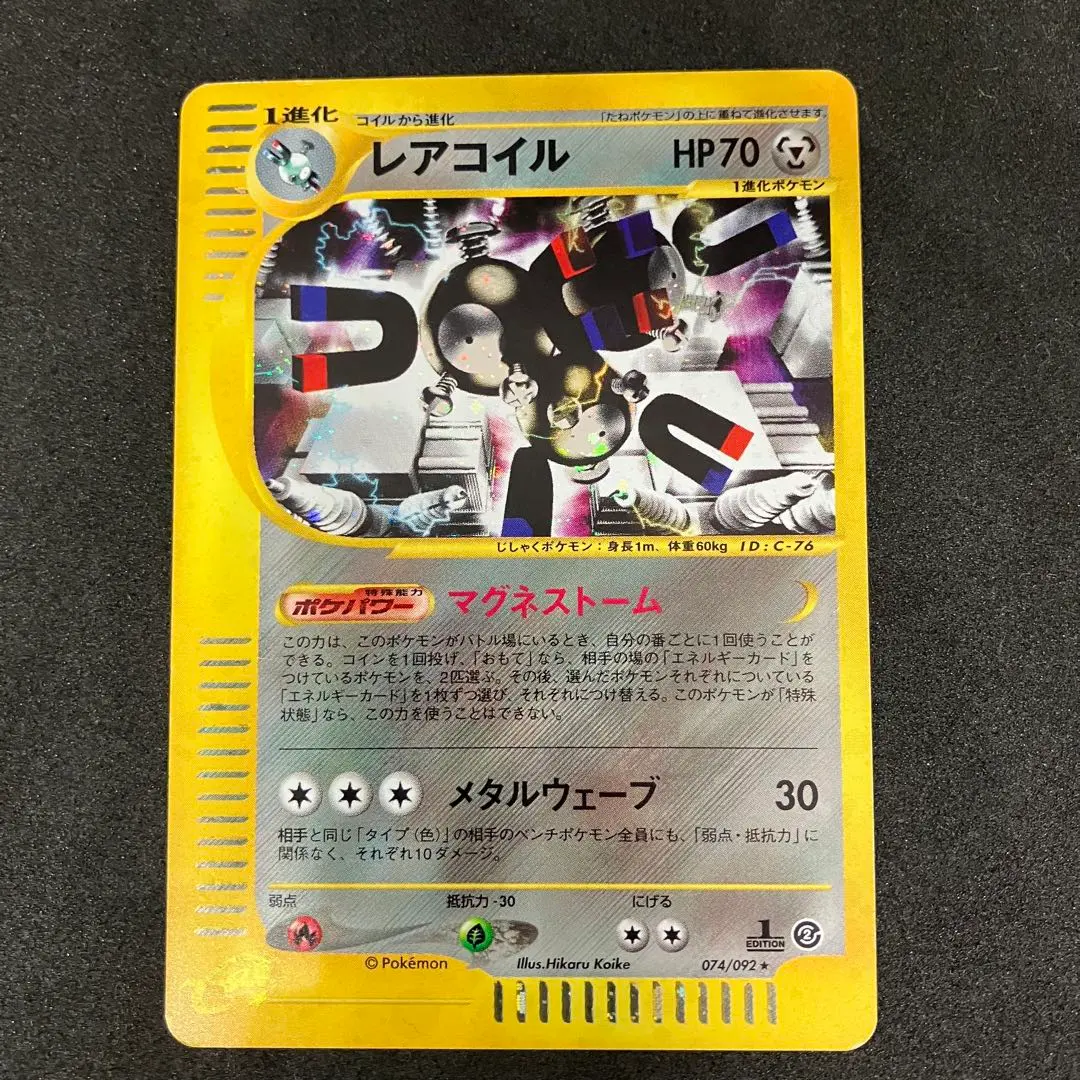 1進化 コイルから進化 「たねポケモン」の上に重ねて進化させます。
レアコイル HP70
1進化ポケモン
じしゃくポケモン：身長1m、体重60kg ID:C-76
特殊能力
ポケパワー マグネストーム
この力は、このポケモンがバトル場にいるとき、自分の番ごとに1回使うことが
できる。コインを1回投げ、「おもて」なら、相手の場の「エネルギーカード」を
つけているポケモンを、2匹選ぶ。その後、選んだポケモンそれぞれについている
「エネルギーカード」を1枚ずつ選び、それぞれにつけ替える。このポケモンが「特殊
状態」なら、この力を使うことはできない。
メタルウェーブ 30
相手と同じ「タイプ（色）」の相手のベンチポケモン全員にも、「弱点・抵抗力」に
関係なく、それぞれ10ダメージ。
弱点 抵抗力-30 にげる
1 EDITION 2
©Pokémon Illus.Hikaru Koike 074/092★